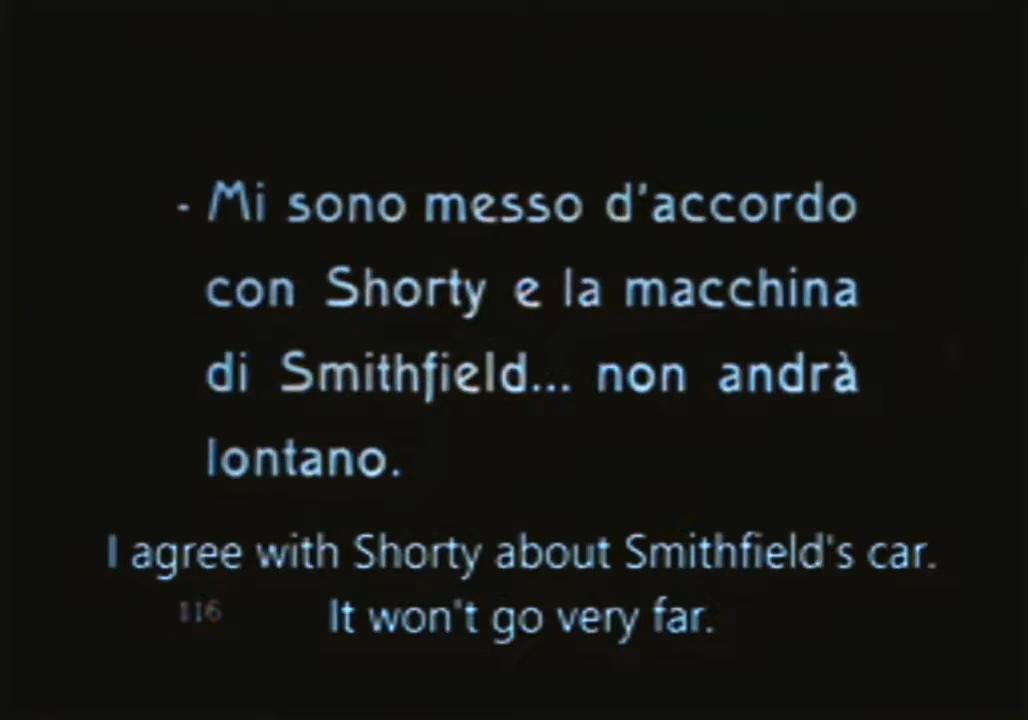 - Mi sono messo d'accordo
con Shorty e la macchina
di Smithfield... non andrà
lontano.
I agree with Shorty about Smithfield's car.
116 It won't go very far.